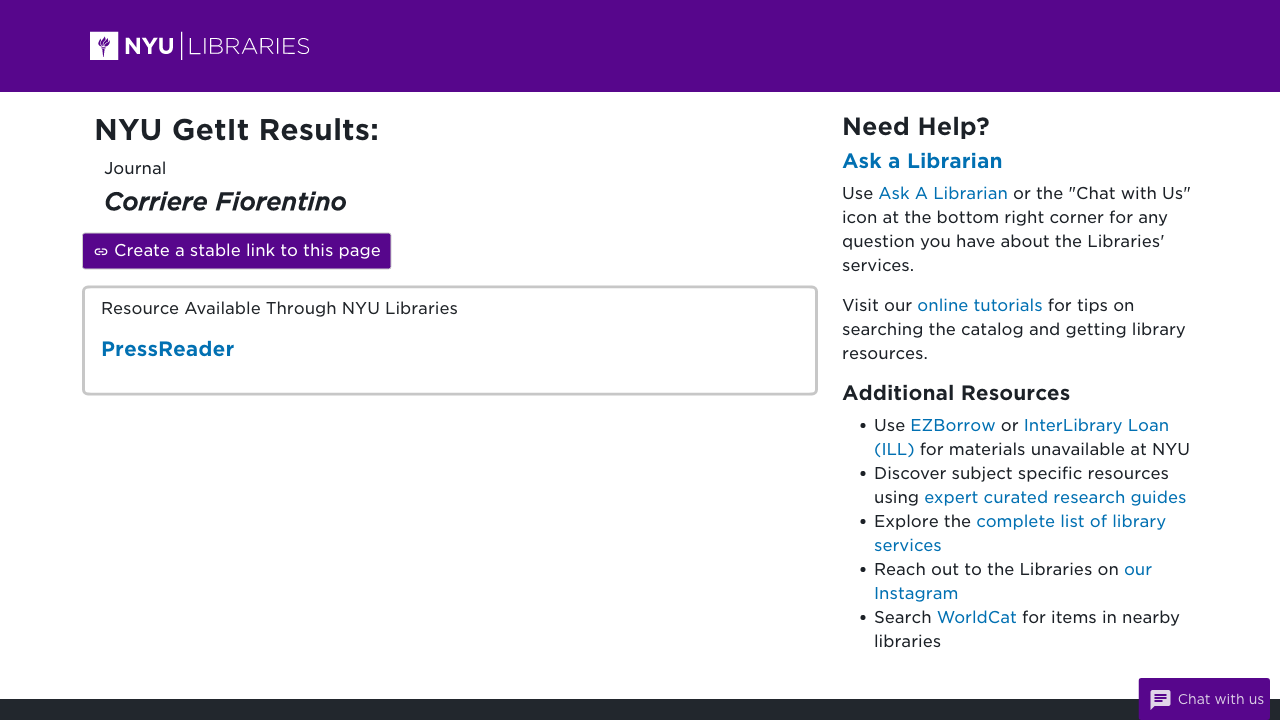 NYU LIBRARIES
NYU GetIt Results:
Journal
Corriere Fiorentino
Create a stable link to this page
Resource Available Through NYU Libraries
PressReader
Need Help?
Ask a Librarian
Use Ask A Librarian or the "Chat with Us"
icon at the bottom right corner for any
question you have about the Libraries'
services.
Visit our online tutorials for tips on
searching the catalog and getting library
resources.
Additional Resources
• Use EZBorrow or InterLibrary Loan
(ILL) for materials unavailable at NYU
• Discover subject specific resources
using expert curated research guides
• Explore the complete list of library
services
• Reach out to the Libraries on our
Instagram
• Search WorldCat for items in nearby
libraries
Chat with us